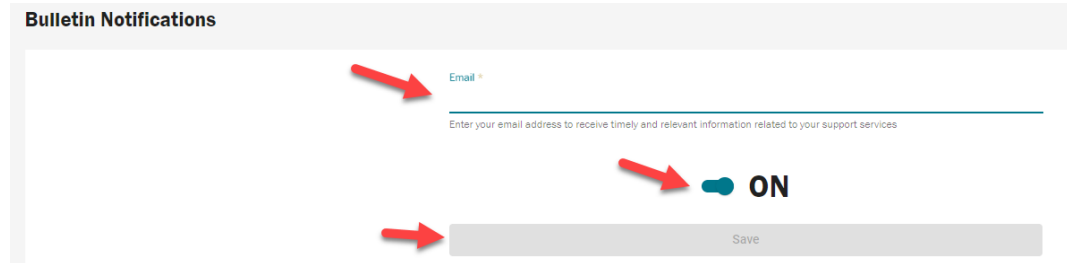 Bulletin Notifications
Email *
Enter your email address to receive timely and relevant information related to your support services
ON
Save